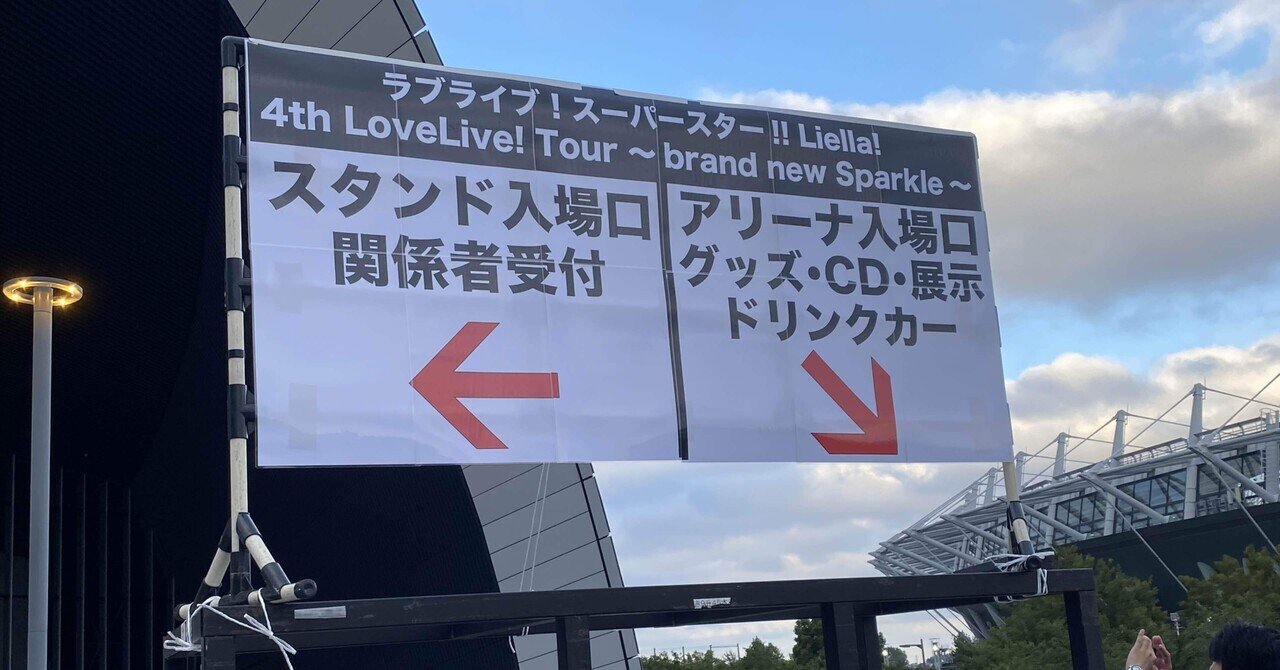 ラブライブ！スーパースター!! Liella!
4th LoveLive! Tour ～brand new Sparkle～
スタンド入場口
関係者受付
アリーナ入場口
グッズ・CD・展示
ドリンクカー